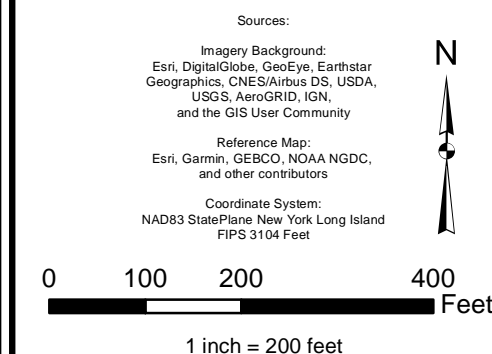 Sources:
Imagery Background:
Esri, DigitalGlobe, GeoEye, Earthstar
Geographics, CNES/Airbus DS, USDA,
USGS, AeroGRID, IGN,
and the GIS User Community
N
Reference Map:
Esri, Garmin, GEBCO, NOAA NGDC,
and other contributors
Coordinate System:
NAD83 StatePlane New York Long Island
FIPS 3104 Feet
0 100 200 400
Feet
1 inch = 200 feet